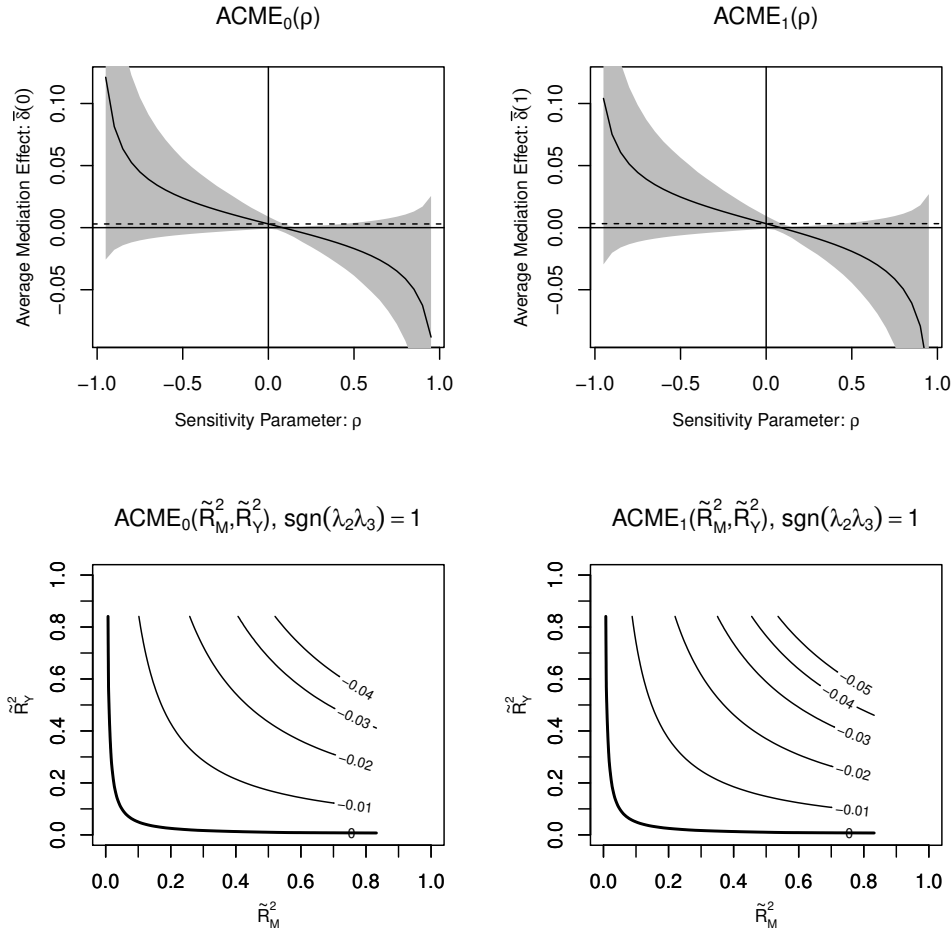 ACME₀(ρ)
Average Mediation Effect: δ̄(0)
0.10
0.05
0.00
−0.05
−1.0 −0.5 0.0 0.5 1.0
Sensitivity Parameter: ρ
ACME₁(ρ)
Average Mediation Effect: δ̄(1)
0.10
0.05
0.00
−0.05
−1.0 −0.5 0.0 0.5 1.0
Sensitivity Parameter: ρ
ACME₀(R̃²_M,R̃²_Y), sgn(λ₂λ₃) = 1
R̃²_Y
1.0
0.8
0.6
0.4
0.2
0.0
−0.04
−0.03
−0.02
−0.01
0
0.0 0.2 0.4 0.6 0.8 1.0
R̃²_M
ACME₁(R̃²_M,R̃²_Y), sgn(λ₂λ₃) = 1
R̃²_Y
1.0
0.8
0.6
0.4
0.2
0.0
−0.05
−0.04
−0.03
−0.02
−0.01
0
0.0 0.2 0.4 0.6 0.8 1.0
R̃²_M